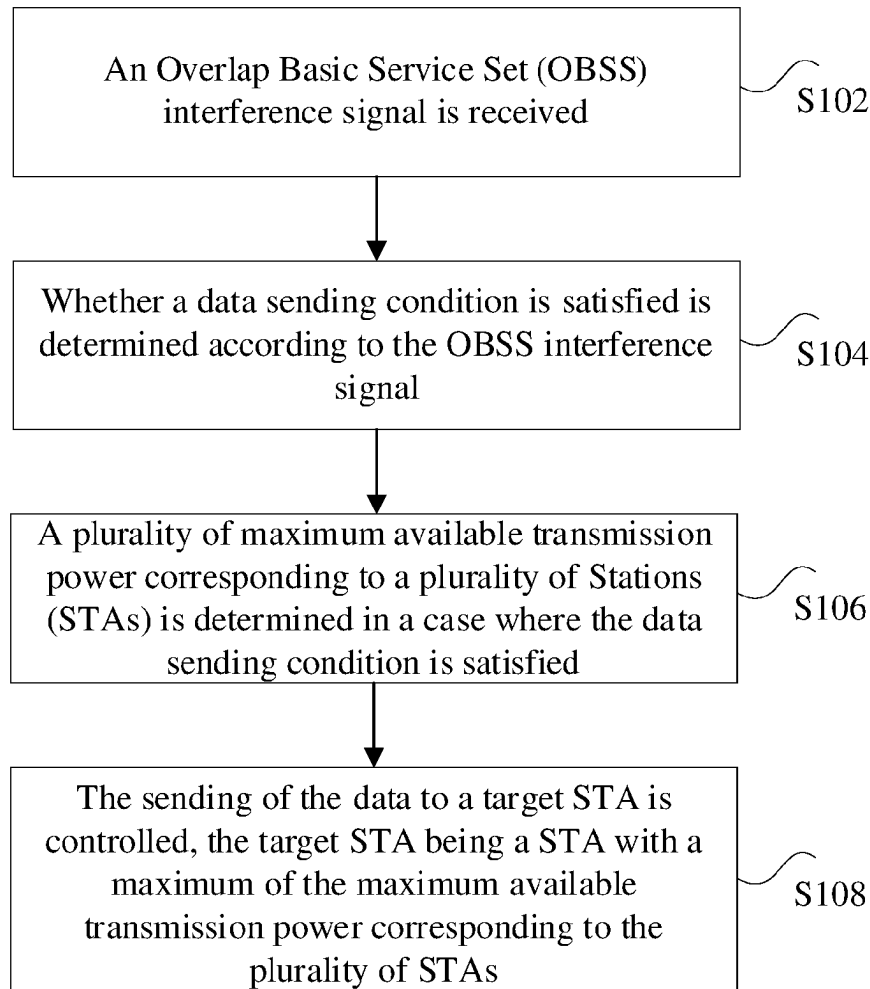 An Overlap Basic Service Set (OBSS)
interference signal is received
S102
Whether a data sending condition is satisfied is
determined according to the OBSS interference
signal
S104
A plurality of maximum available transmission
power corresponding to a plurality of Stations
(STAs) is determined in a case where the data
sending condition is satisfied
S106
The sending of the data to a target STA is
controlled, the target STA being a STA with a
maximum of the maximum available
transmission power corresponding to the
plurality of STAs
S108